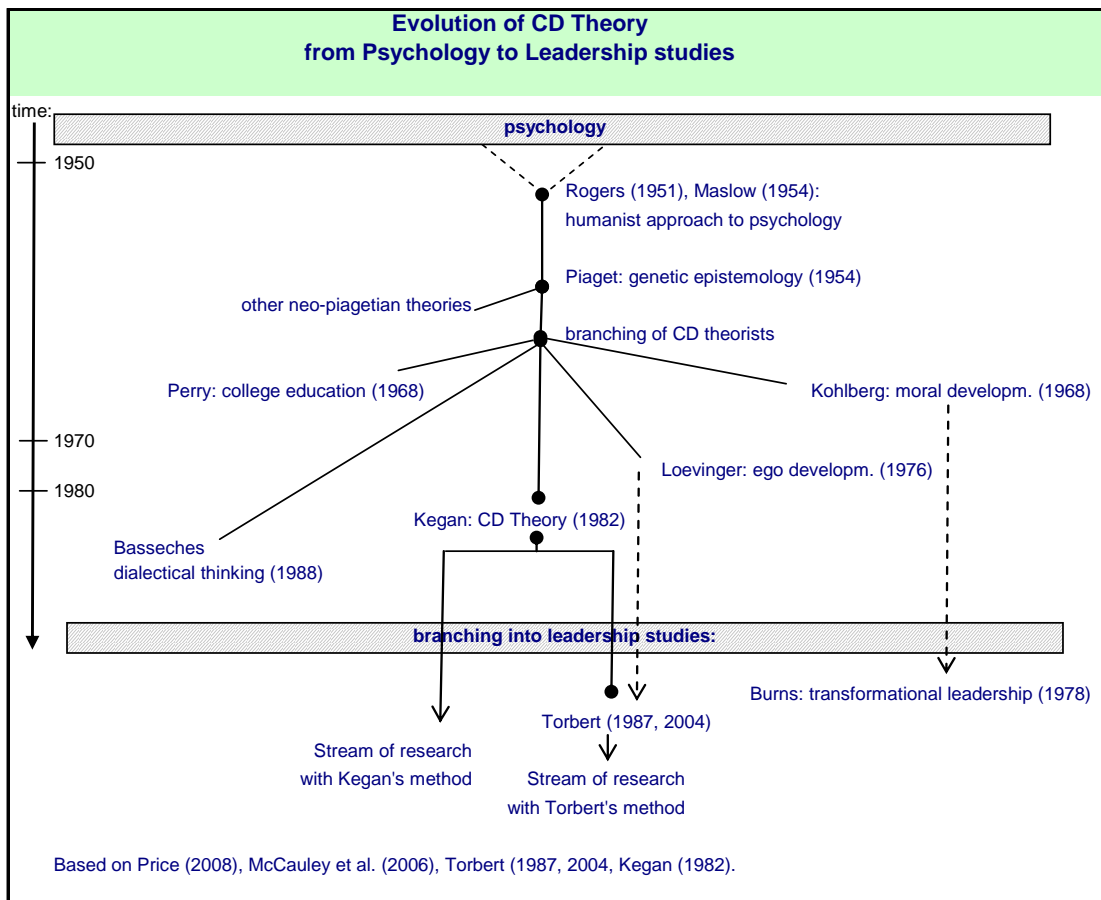 Evolution of CD Theory
from Psychology to Leadership studies
time:
psychology
1950
Rogers (1951), Maslow (1954):
humanist approach to psychology
Piaget: genetic epistemology (1954)
other neo-piagetian theories
branching of CD theorists
Perry: college education (1968)
Kohlberg: moral developm. (1968)
1970
Loevinger: ego developm. (1976)
1980
Kegan: CD Theory (1982)
Basseches
dialectical thinking (1988)
branching into leadership studies:
Burns: transformational leadership (1978)
Torbert (1987, 2004)
Stream of research
with Kegan's method
Stream of research
with Torbert's method
Based on Price (2008), McCauley et al. (2006), Torbert (1987, 2004, Kegan (1982).